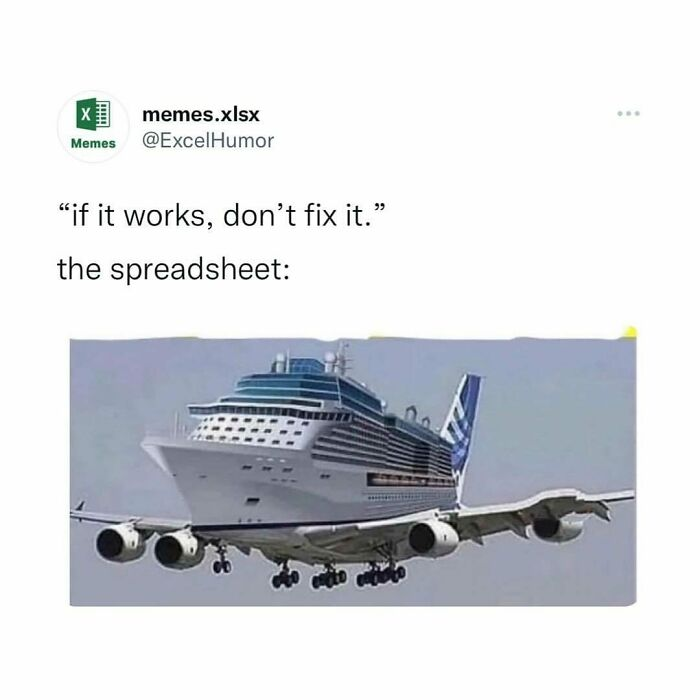 X
Memes
memes.xlsx
@ExcelHumor
“if it works, don’t fix it.”
the spreadsheet: